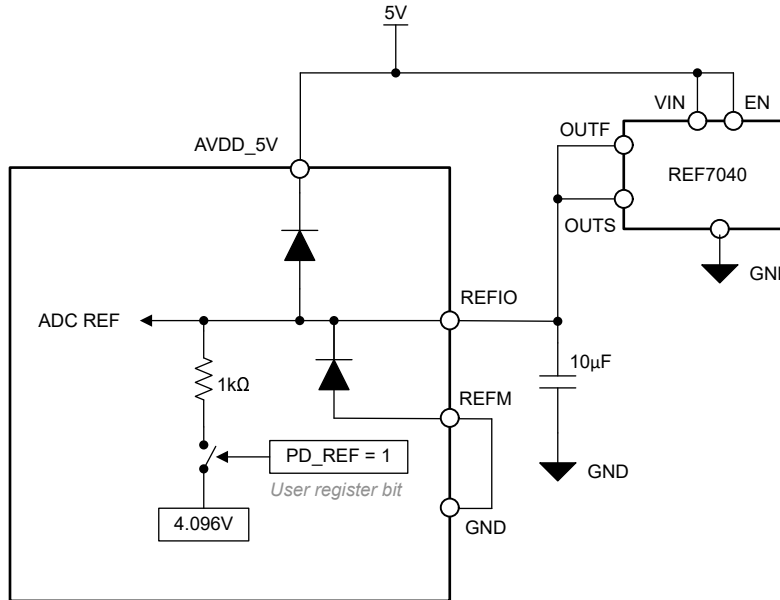 5V
VIN
EN
AVDD_5V
OUTF
REF7040
OUTS
GND
ADC REF
REFIO
1kΩ
10µF
REFM
PD_REF = 1
User register bit
GND
4.096V
GND